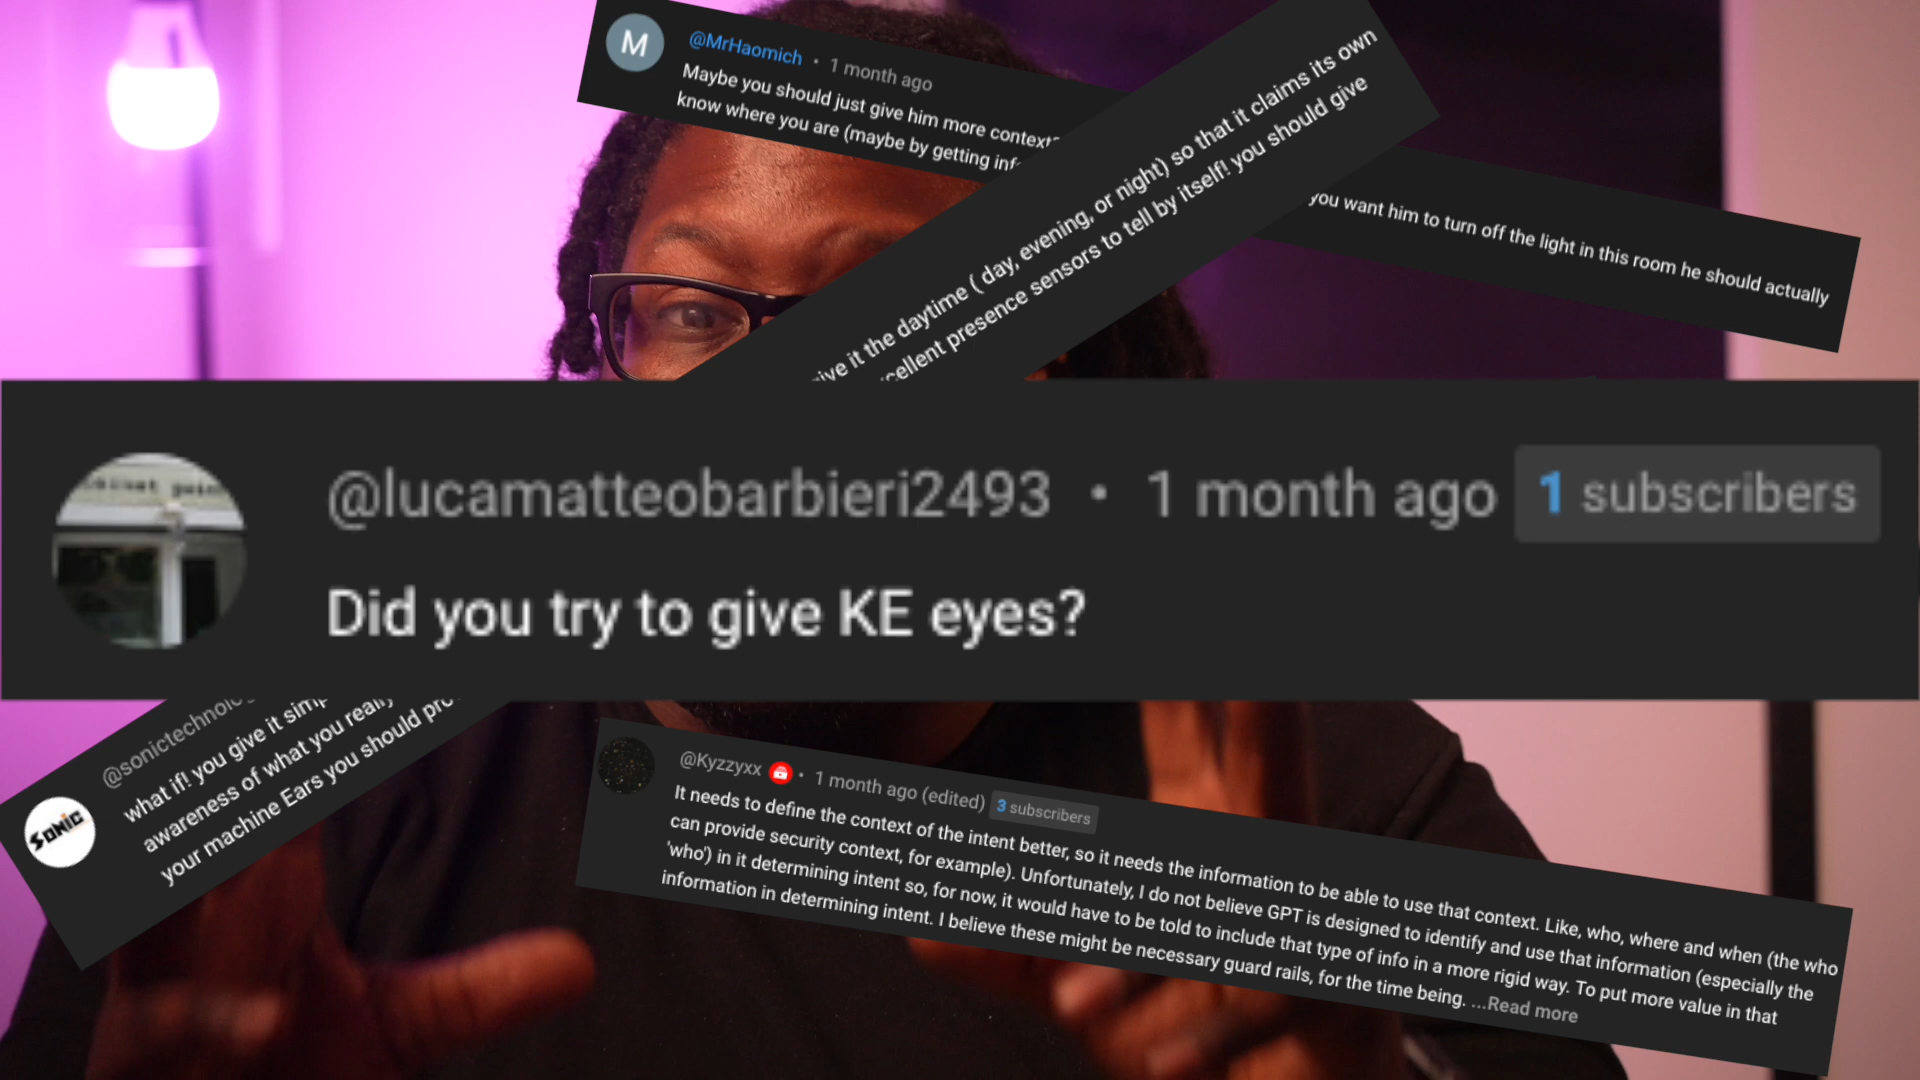 M
@MrHaomich • 1 month ago
Maybe you should just give him more context?
you want him to turn off the light in this room he should actually
know where you are (maybe by getting
give it the daytime ( day, evening, or night) so that it claims its own
excellent presence sensors to tell by itself! you should give
@lucamatteobarbieri2493 • 1 month ago 1 subscribers
Did you try to give KE eyes?
SONIC
what if! you give it
awareness of what you really
your machine Ears you should
@Kyzzyxx • 1 month ago (edited) 3 subscribers
It needs to define the context of the intent better, so it needs the information to be able to use that context. Like, who, where and when (the who
can provide security context, for example). Unfortunately, I do not believe GPT is designed to identify and use that information (especially the
'who') in it determining intent so, for now, it would have to be told to include that type of info in a more rigid way. To put more value in that
information in determining intent. I believe these might be necessary guard rails, for the time being. ...Read more